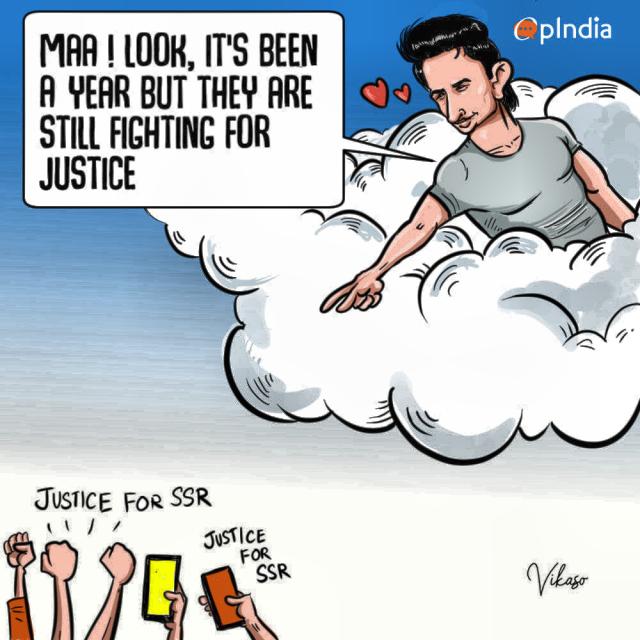 OpIndia
MAA ! LOOK, IT'S BEEN
A YEAR BUT THEY ARE
STILL FIGHTING FOR
JUSTICE
JUSTICE FOR SSR
JUSTICE
FOR
SSR
Vikaso